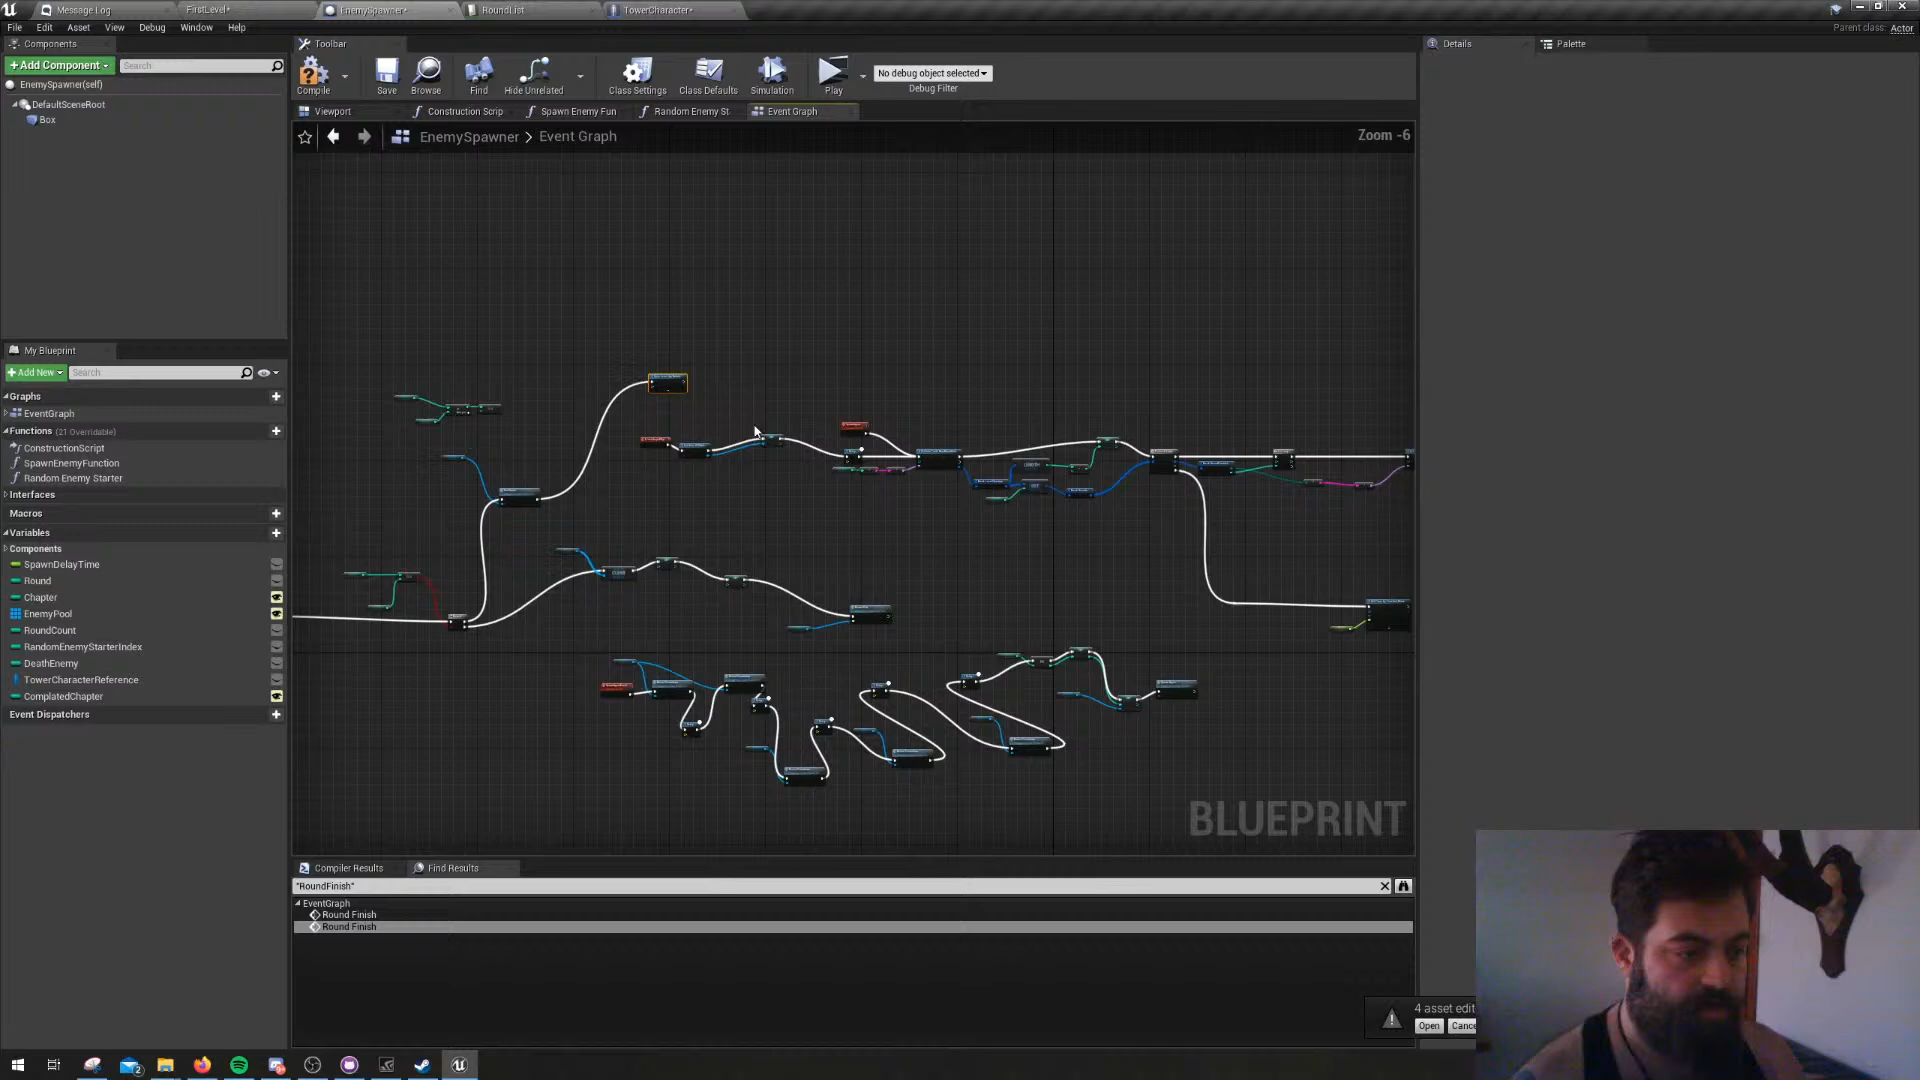 Message Log
FirstLevel*
EnemySpawner*
RoundList
TowerCharacter*
File
Edit
Asset
View
Debug
Window
Help
Parent class: Actor
Components
Toolbar
Details
Palette
+Add Component
Search
EnemySpawner(self)
DefaultSceneRoot
Box
Compile
Save
Browse
Find
Hide Unrelated
Class Settings
Class Defaults
Simulation
Play
No debug object selected
Debug Filter
Viewport
Construction Scrip
Spawn Enemy Fun
Random Enemy St
Event Graph
EnemySpawner > Event Graph
Zoom -6
My Blueprint
+Add New
Search
Graphs
EventGraph
Functions (21 Overridable)
ConstructionScript
SpawnEnemyFunction
Random Enemy Starter
Interfaces
Macros
Variables
Components
SpawnDelayTime
Round
Chapter
EnemyPool
RoundCount
RandomEnemyStarterIndex
DeathEnemy
TowerCharacterReference
ComplatedChapter
Event Dispatchers
BLUEPRINT
Compiler Results
Find Results
"RoundFinish"
EventGraph
Round Finish
Round Finish
4 asset edit
Open
Cance